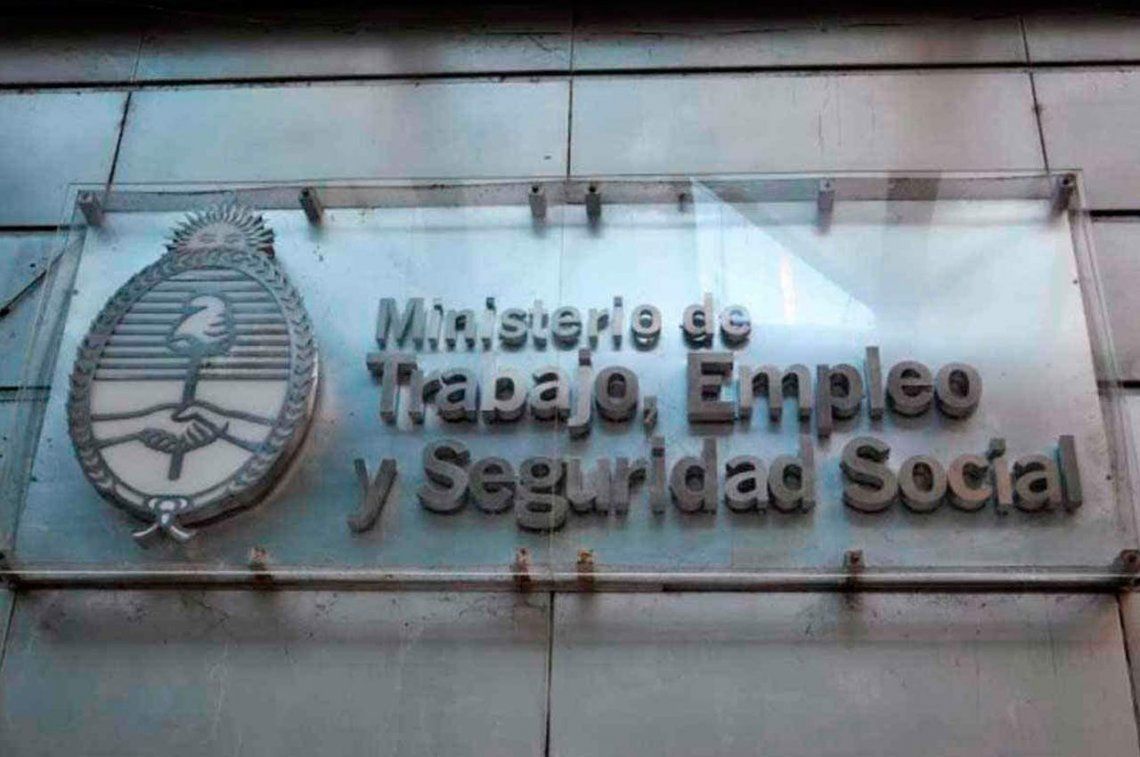 Ministerio de
Trabajo, Empleo
y Seguridad Social